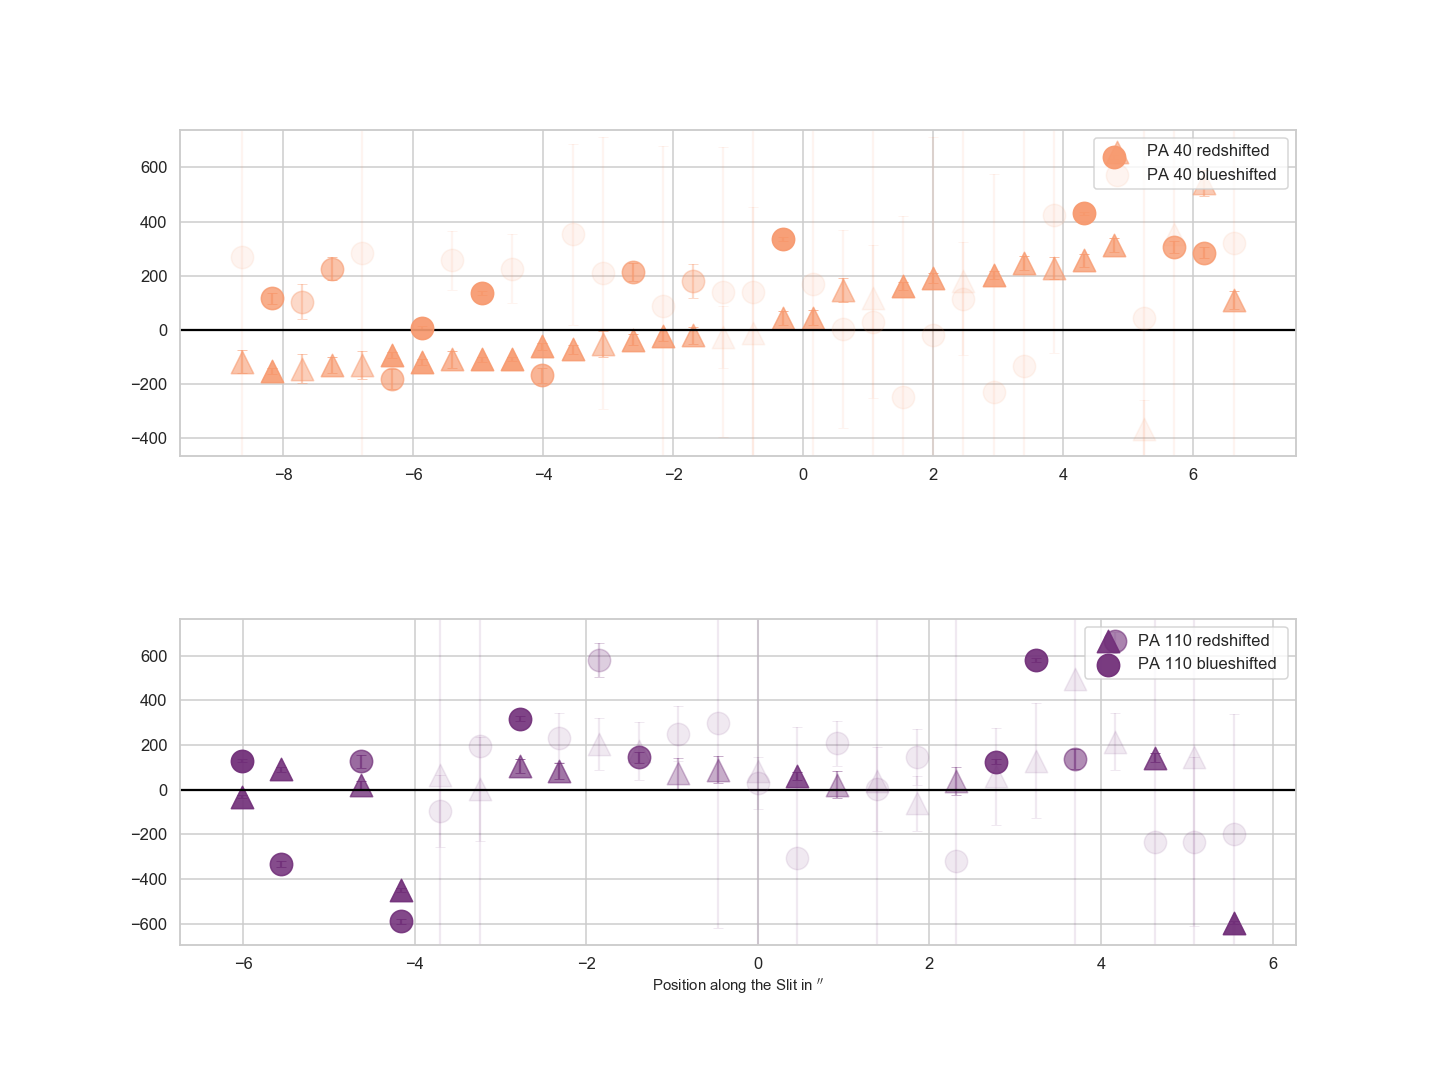 PA 40 redshifted
PA 40 blueshifted
600
400
200
0
−200
−400
−8 −6 −4 −2 0 2 4 6
PA 110 redshifted
PA 110 blueshifted
600
400
200
0
−200
−400
−600
−6 −4 −2 0 2 4 6
Position along the Slit in ″